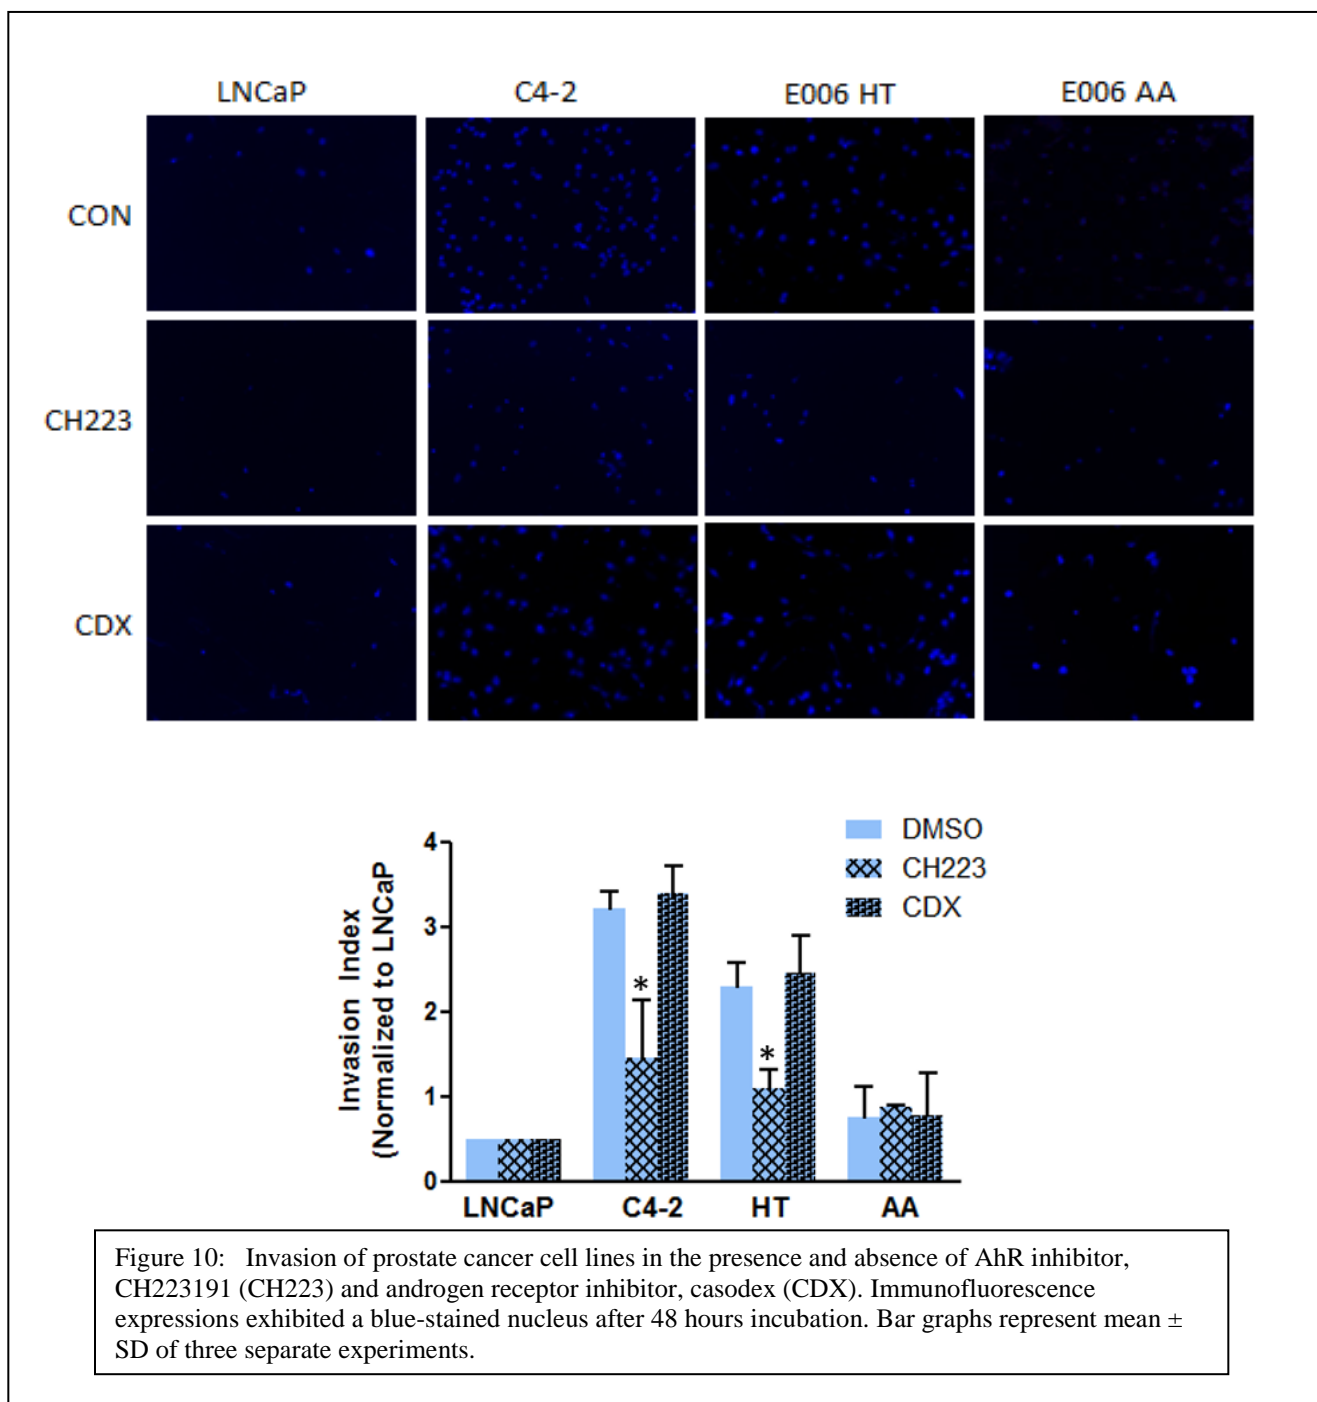 LNCaP C4-2 E006 HT E006 AA
CON
CH223
CDX
DMSO
CH223
CDX
Invasion Index
(Normalized to LNCaP
4
3
2
1
0
*
*
LNCaP C4-2 HT AA
Figure 10: Invasion of prostate cancer cell lines in the presence and absence of AhR inhibitor,
CH223191 (CH223) and androgen receptor inhibitor, casodex (CDX). Immunofluorescence
expressions exhibited a blue-stained nucleus after 48 hours incubation. Bar graphs represent mean ±
SD of three separate experiments.